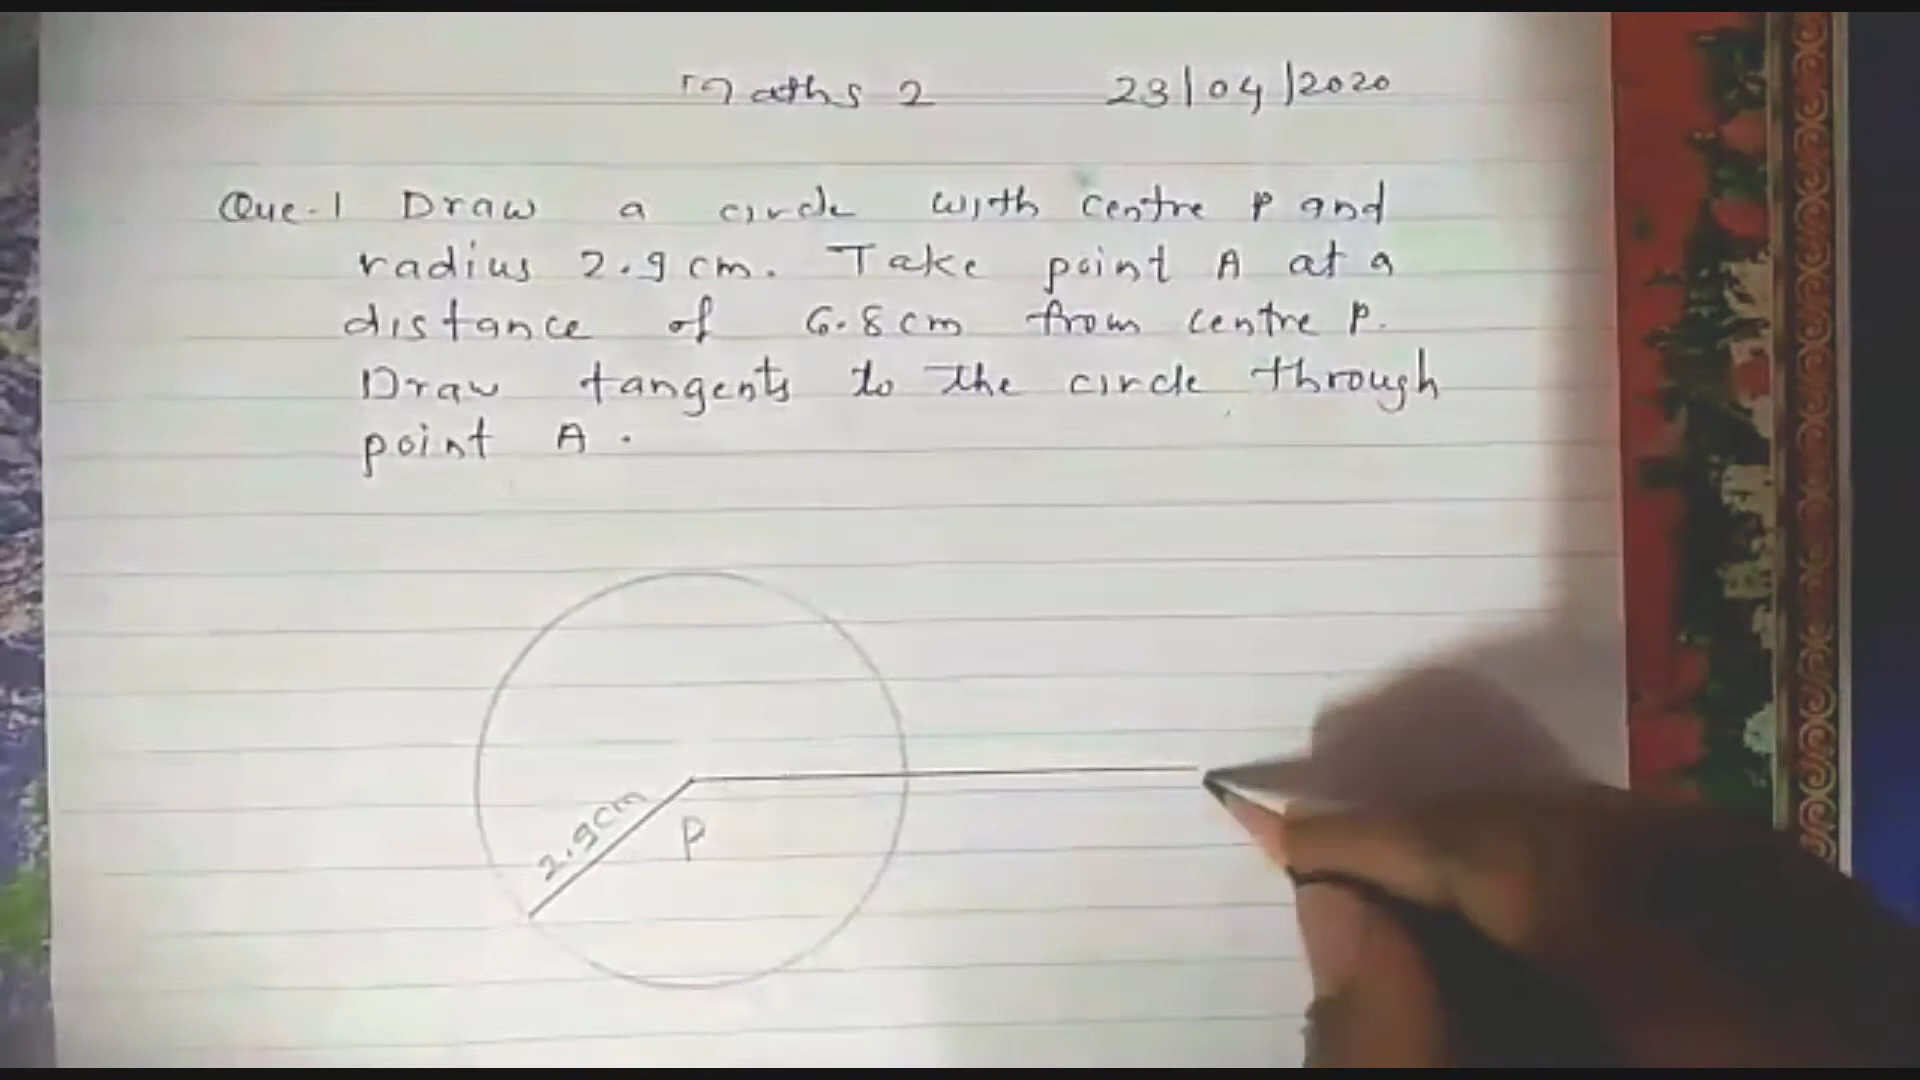 Maths 2 23/04/2020
Que-1 Draw a circle with centre P and
radius 2.9 cm. Take point A at a
distance of 6.8 cm from centre P.
Draw tangents to the circle through
point A.
2.9cm
P